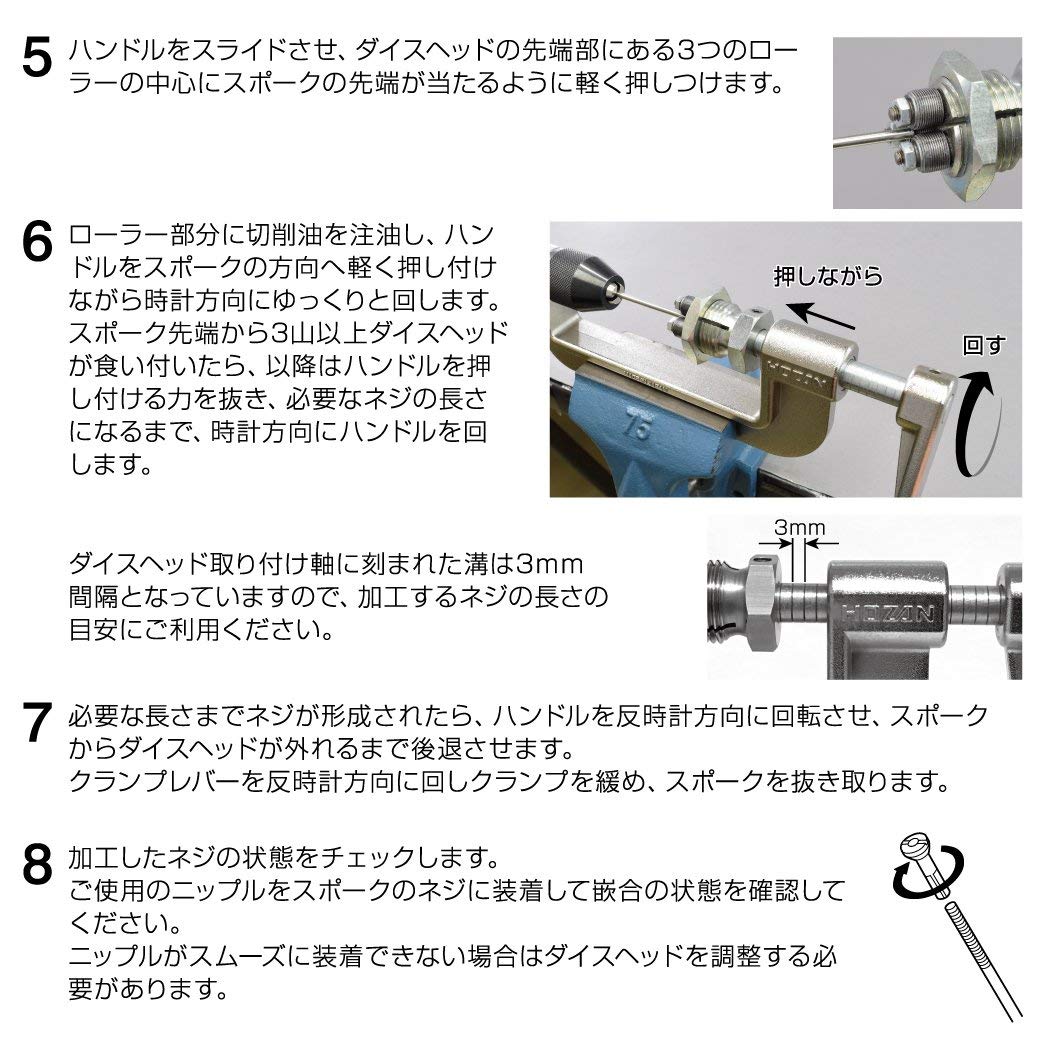 5 ハンドルをスライドさせ、ダイスヘッドの先端部にある3つのロー
ラーの中心にスポークの先端が当たるように軽く押しつけます。
6 ローラー部分に切削油を注油し、ハン
ドルをスポークの方向へ軽く押し付け
ながら時計方向にゆっくりと回します。
スポーク先端から3山以上ダイスヘッド
が食い付いたら、以降はハンドルを押
し付ける力を抜き、必要なネジの長さ
になるまで、時計方向にハンドルを回
します。
押しながら
回す
HOZAN
75
ダイスヘッド取り付け軸に刻まれた溝は3mm
間隔となっていますので、加工するネジの長さの
目安にご利用ください。
3mm
HOZAN
7 必要な長さまでネジが形成されたら、ハンドルを反時計方向に回転させ、スポーク
からダイスヘッドが外れるまで後退させます。
クランプレバーを反時計方向に回しクランプを緩め、スポークを抜き取ります。
8 加工したネジの状態をチェックします。
ご使用のニップルをスポークのネジに装着して嵌合の状態を確認して
ください。
ニップルがスムーズに装着できない場合はダイスヘッドを調整する必
要があります。